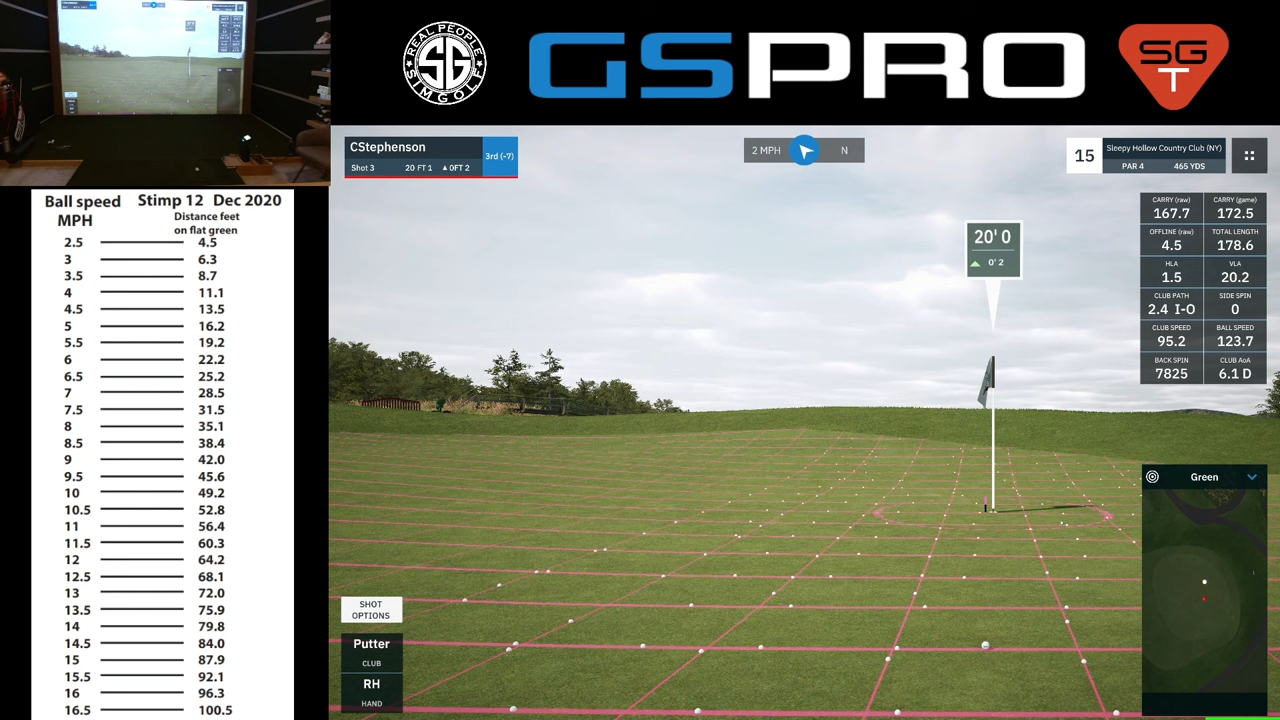 REAL PEOPLE
SG
SIMGOLF
GSPRO
SG
T
CStephenson
Shot 3 20 FT 1 ▲ 0FT 2
3rd (-7)
2 MPH N
15
Sleepy Hollow Country Club (NY)
PAR 4 465 YDS
Ball speed Stimp 12 Dec 2020
MPH
Distance feet
on flat green
2.5 4.5
3 6.3
3.5 8.7
4 11.1
4.5 13.5
5 16.2
5.5 19.2
6 22.2
6.5 25.2
7 28.5
7.5 31.5
8 35.1
8.5 38.4
9 42.0
9.5 45.6
10 49.2
10.5 52.8
11 56.4
11.5 60.3
12 64.2
12.5 68.1
13 72.0
13.5 75.9
14 79.8
14.5 84.0
15 87.9
15.5 92.1
16 96.3
16.5 100.5
20' 0
▲ 0' 2
CARRY (raw) CARRY (game)
167.7 172.5
OFFLINE (raw) TOTAL LENGTH
4.5 178.6
HLA VLA
1.5 20.2
CLUB PATH SIDE SPIN
2.4 I-O 0
CLUB SPEED BALL SPEED
95.2 123.7
BACK SPIN CLUB AoA
7825 6.1 D
Green
SHOT
OPTIONS
Putter
CLUB
RH
HAND